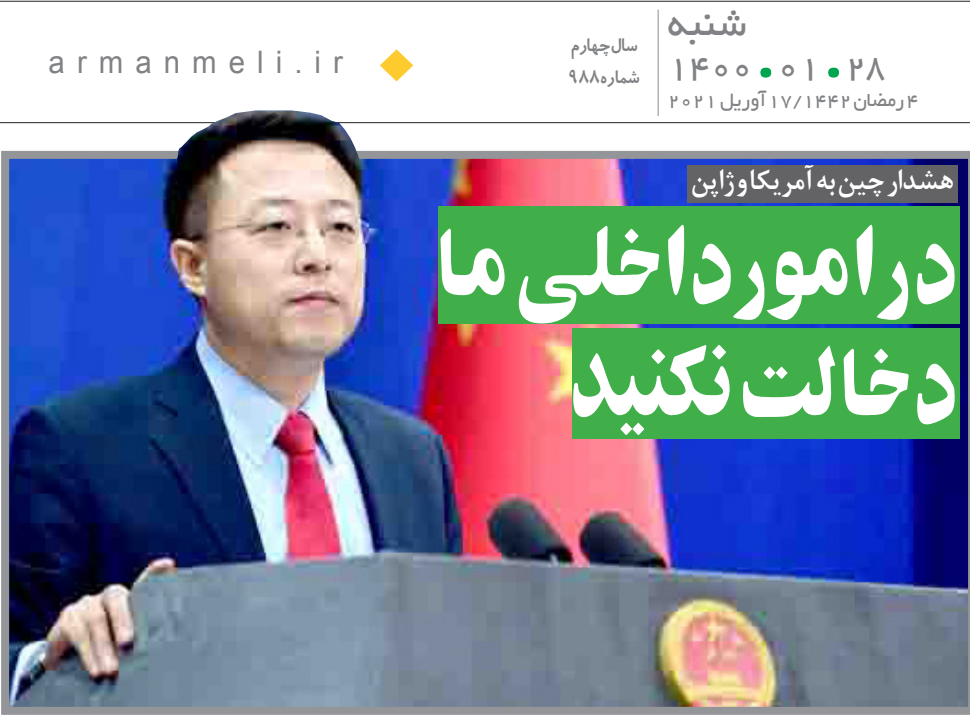 شنبه
۱۴۰۰ • ۰۱ • ۲۸
۴ رمضان ۱۴۴۲ / ۱۷ آوریل ۲۰۲۱
سال چهارم
شماره ۹۸۸
armanmeli.ir
هشدار چین به آمریکا و ژاپن
در امور داخلی ما
دخالت نکنید